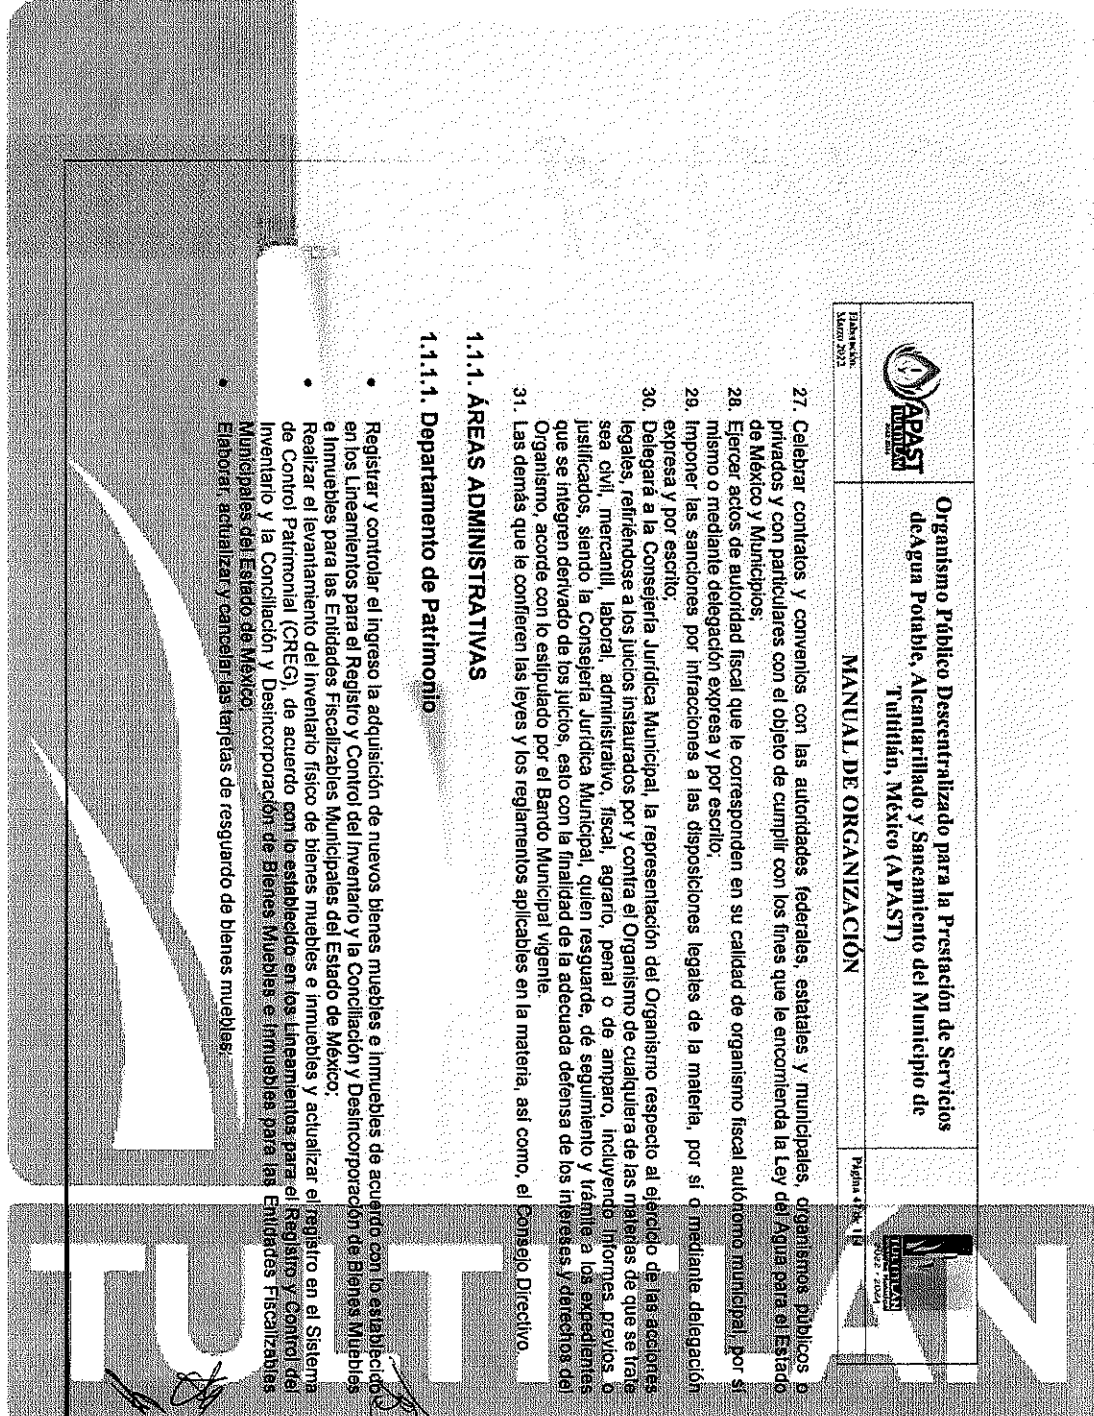 APAST
TULTITLÁN
Organismo Público Descentralizado para la Prestación de Servicios
de Agua Potable, Alcantarillado y Saneamiento del Municipio de
Tultitlán, México (APAST)
TULTITLÁN
2022 - 2024
Elaboración:
Marzo 2022
MANUAL DE ORGANIZACIÓN
Página 47 de
27. Celebrar contratos y convenios con las autoridades federales, estatales y municipales, organismos públicos o
privados y con particulares con el objeto de cumplir con los fines que le encomienda la Ley del Agua para el Estado
de México y Municipios;
28. Ejercer actos de autoridad fiscal que le corresponden en su calidad de organismo fiscal autónomo municipal, por sí
mismo o mediante delegación expresa y por escrito;
29. Imponer las sanciones por infracciones a las disposiciones legales de la materia, por sí o mediante delegación
expresa y por escrito;
30. Delegará a la Consejería Jurídica Municipal, la representación del Organismo respecto al ejercicio de las acciones
legales, refiriéndose a los juicios instaurados por y contra el Organismo de cualquiera de las materias de que se trate
sea civil, mercantil, laboral, administrativo, fiscal, agrario, penal o de amparo, incluyendo Informes previos o
justificados, siendo la Consejería Jurídica Municipal, quien resguarde, dé seguimiento y trámite a los expedientes
que se integren derivado de los juicios, esto con la finalidad de la adecuada defensa de los intereses y derechos del
Organismo, acorde con lo estipulado por el Bando Municipal vigente.
31. Las demás que le confieren las leyes y los reglamentos aplicables en la materia, así como, el Consejo Directivo.
1.1.1. ÁREAS ADMINISTRATIVAS
1.1.1.1. Departamento de Patrimonio
• Registrar y controlar el ingreso la adquisición de nuevos bienes muebles e inmuebles de acuerdo con lo establecido
en los Lineamientos para el Registro y Control del Inventario y la Conciliación y Desincorporación de Bienes Muebles
e Inmuebles para las Entidades Fiscalizables Municipales del Estado de México;
• Realizar el levantamiento del inventario físico de bienes muebles e inmuebles y actualizar el registro en el Sistema
de Control Patrimonial (CREG), de acuerdo con lo establecido en los Lineamientos para el Registro y Control del
Inventario y la Conciliación y Desincorporación de Bienes Muebles e Inmuebles para las Entidades Fiscalizables
Municipales del Estado de México;
• Elaborar, actualizar y cancelar las tarjetas de resguardo de bienes muebles;
TULTITLÁN